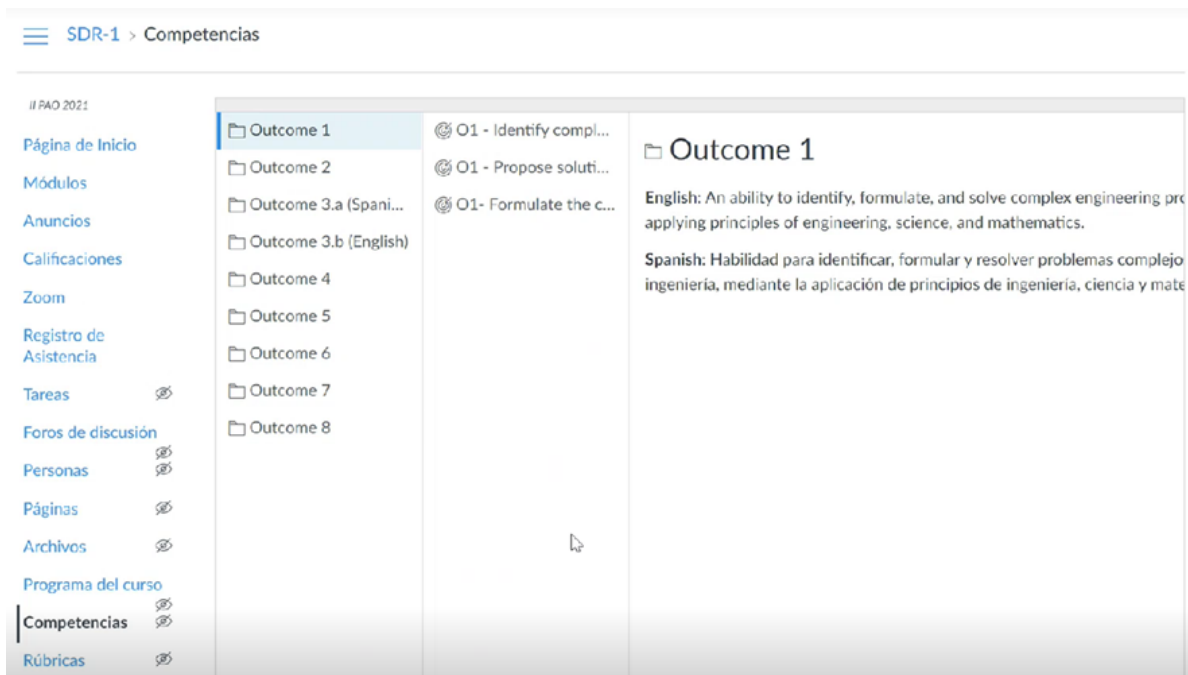 SDR-1 > Competencias
II PAO 2021
Página de Inicio
Módulos
Anuncios
Calificaciones
Zoom
Registro de
Asistencia
Tareas
Foros de discusión
Personas
Páginas
Archivos
Programa del curso
Competencias
Rúbricas
Outcome 1
Outcome 2
Outcome 3.a (Spani...
Outcome 3.b (English)
Outcome 4
Outcome 5
Outcome 6
Outcome 7
Outcome 8
O1 - Identify compl...
O1 - Propose soluti...
O1- Formulate the c...
Outcome 1
English: An ability to identify, formulate, and solve complex engineering pro
applying principles of engineering, science, and mathematics.
Spanish: Habilidad para identificar, formular y resolver problemas complejo
ingeniería, mediante la aplicación de principios de ingeniería, ciencia y mate